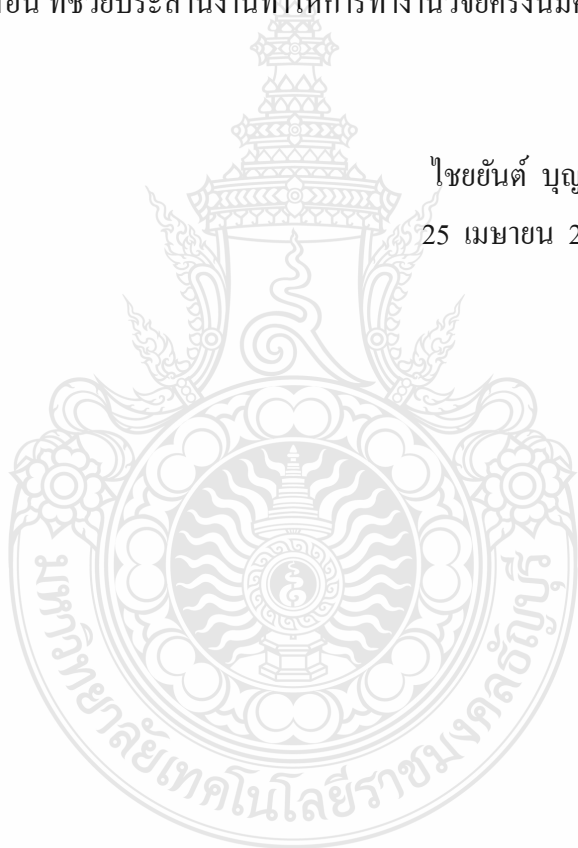 ที่ช่วยประสานงานทำให้การทำงานวิจัยครั้งนี้
ไชยยันต์ บุญ
25 เมษายน 2
มหาวิทยาลัยเทคโนโลยีราชมงคลธัญบุรี